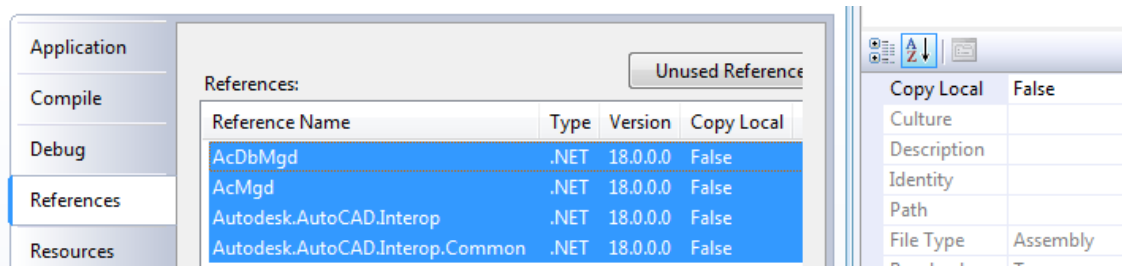 Application
Compile
Debug
References
Resources
References:
Unused Reference
Reference Name Type Version Copy Local
AcDbMgd .NET 18.0.0.0 False
AcMgd .NET 18.0.0.0 False
Autodesk.AutoCAD.Interop .NET 18.0.0.0 False
Autodesk.AutoCAD.Interop.Common .NET 18.0.0.0 False
A
Z
Copy Local False
Culture
Description
Identity
Path
File Type Assembly